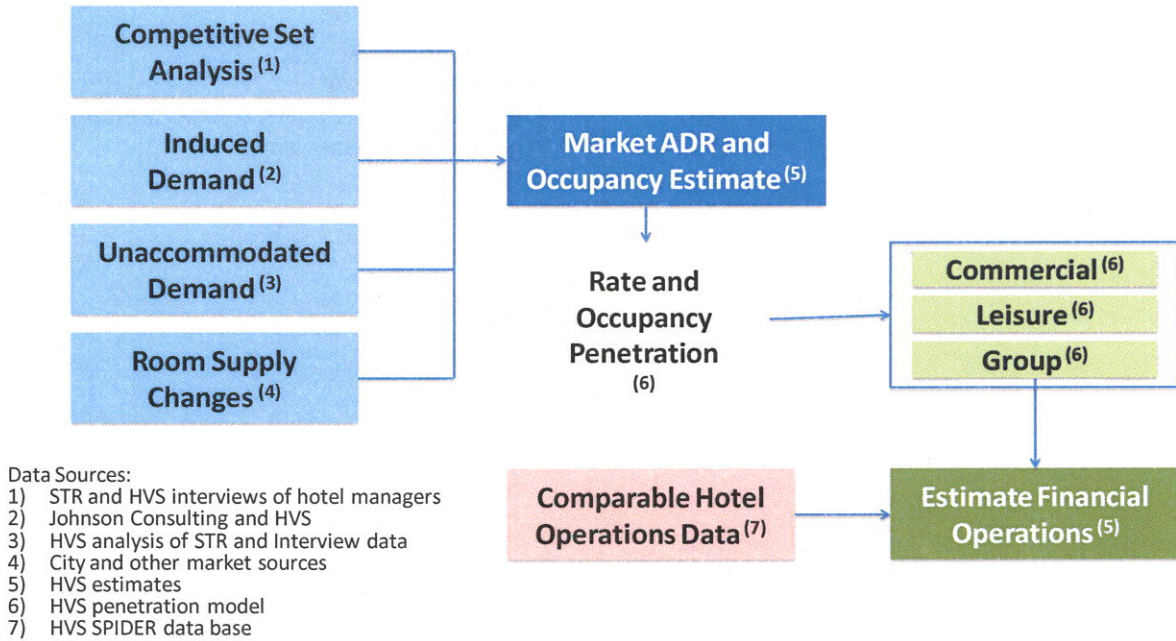 Competitive Set
Analysis (1)
Induced
Demand (2)
Unaccommodated
Demand (3)
Room Supply
Changes (4)
Market ADR and
Occupancy Estimate (5)
Rate and
Occupancy
Penetration
(6)
Commercial (6)
Leisure (6)
Group (6)
Comparable Hotel
Operations Data (7)
Estimate Financial
Operations (5)
Data Sources:
1) STR and HVS interviews of hotel managers
2) Johnson Consulting and HVS
3) HVS analysis of STR and Interview data
4) City and other market sources
5) HVS estimates
6) HVS penetration model
7) HVS SPIDER data base